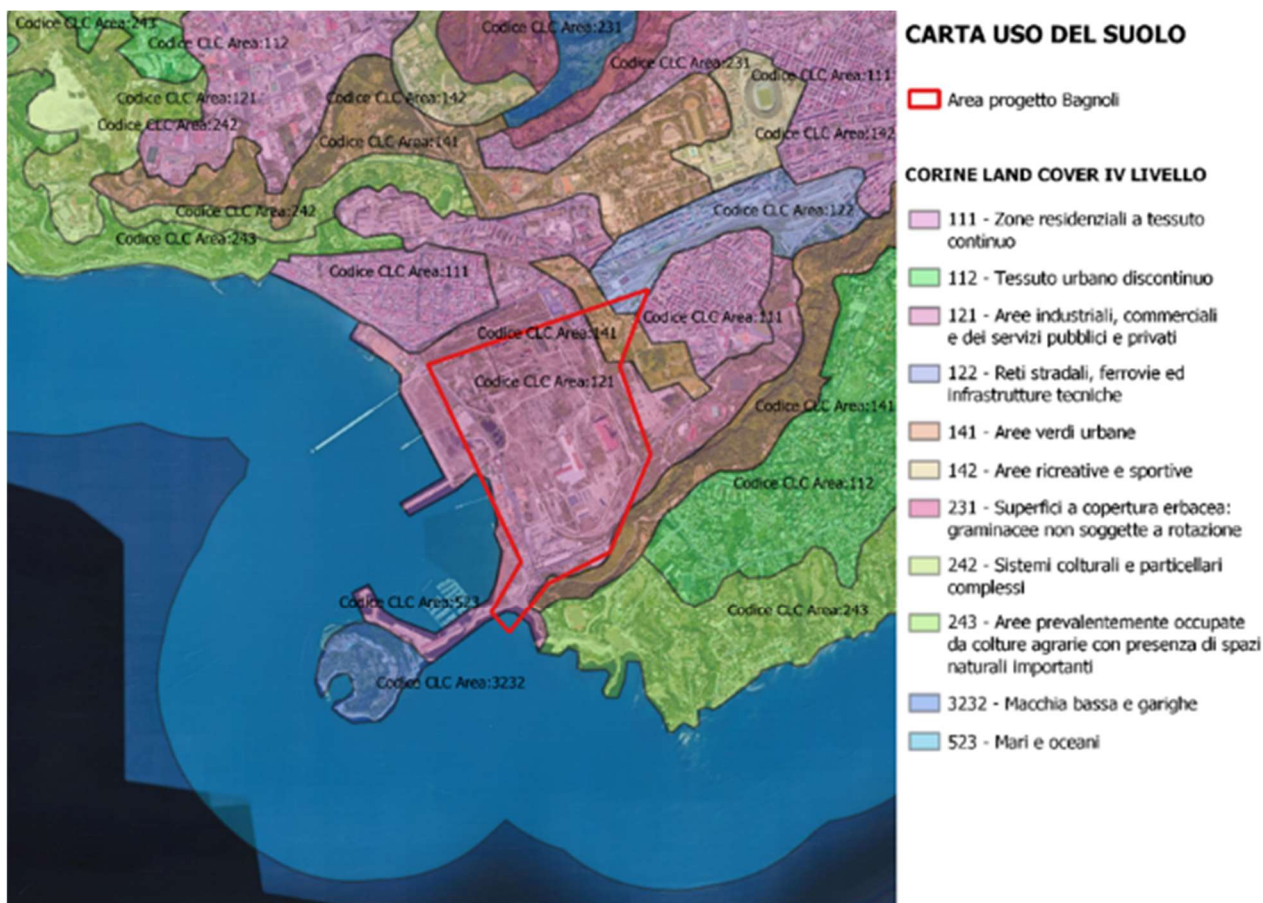 Codice CLC Area:243
Codice CLC Area:231
Codice CLC Area:112
Codice CLC Area:231
Codice CLC Area:111
Codice CLC Area:121
Codice CLC Area:142
Codice CLC Area:242
Codice CLC Area:142
Codice CLC Area:141
Codice CLC Area:242
Codice CLC Area:122
Codice CLC Area:243
Codice CLC Area:111
Codice CLC Area:111
Codice CLC Area:141
Codice CLC Area:121
Codice CLC Area:141
Codice CLC Area:112
Codice CLC Area:523
Codice CLC Area:243
Codice CLC Area:3232
CARTA USO DEL SUOLO
Area progetto Bagnoli
CORINE LAND COVER IV LIVELLO
111 - Zone residenziali a tessuto
continuo
112 - Tessuto urbano discontinuo
121 - Aree industriali, commerciali
e dei servizi pubblici e privati
122 - Reti stradali, ferrovie ed
infrastrutture tecniche
141 - Aree verdi urbane
142 - Aree ricreative e sportive
231 - Superfici a copertura erbacea:
graminacee non soggette a rotazione
242 - Sistemi colturali e particellari
complessi
243 - Aree prevalentemente occupate
da colture agrarie con presenza di spazi
naturali importanti
3232 - Macchia bassa e garighe
523 - Mari e oceani